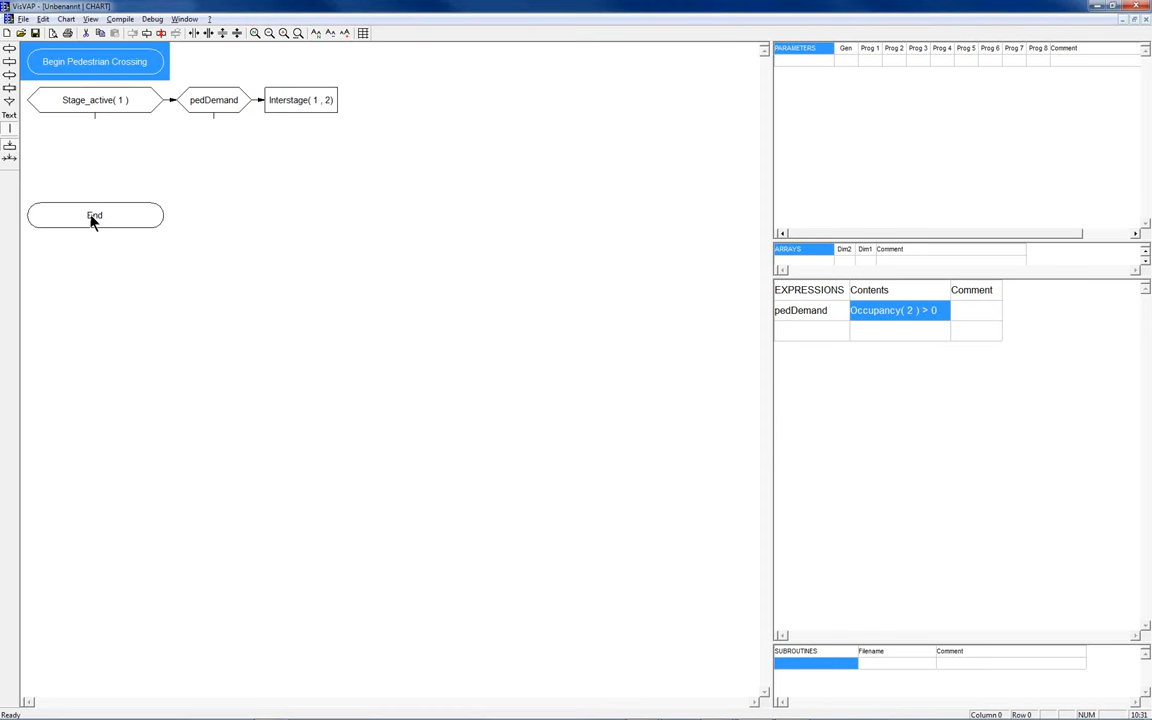 VisVAP - [Unbenannt | CHART]
File Edit Chart View Compile Debug Window ?
Text
Begin Pedestrian Crossing
Stage_active( 1 ) pedDemand Interstage( 1 , 2)
End
PARAMETERS Gen Prog 1 Prog 2 Prog 3 Prog 4 Prog 5 Prog 6 Prog 7 Prog 8 Comment
ARRAYS Dim2 Dim1 Comment
EXPRESSIONS Contents Comment
pedDemand Occupancy( 2 ) > 0
SUBROUTINES Filename Comment
Ready Column 0 Row 0 NUM 10:31